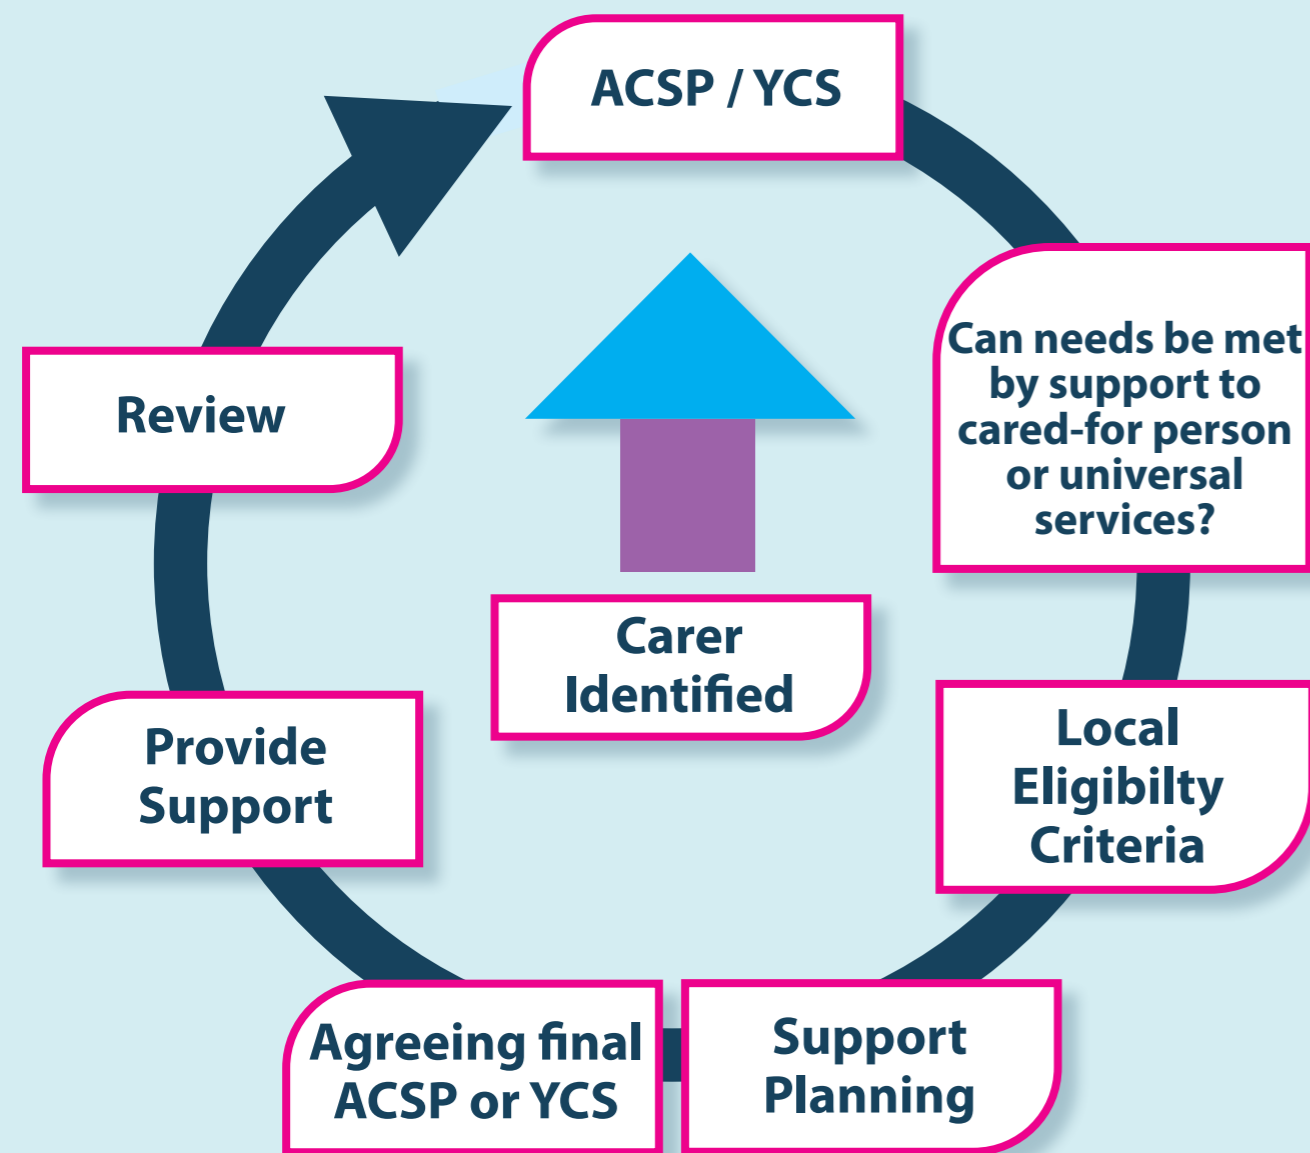 ACSP / YCS
Can needs be met
by support to
cared-for person
or universal
services?
Local
Eligibilty
Criteria
Support
Planning
Agreeing final
ACSP or YCS
Provide
Support
Review
Carer
Identified